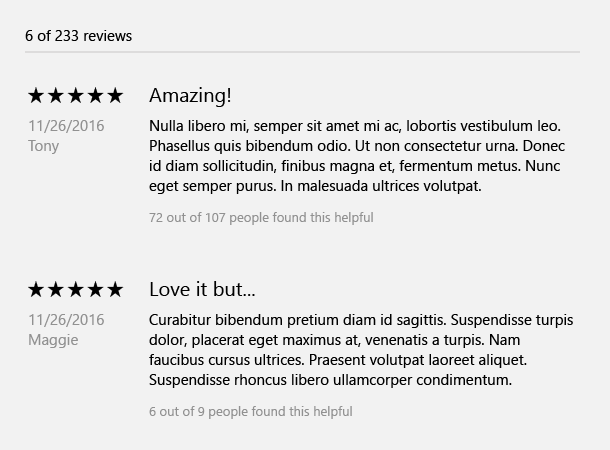 6 of 233 reviews
★★★★★
Amazing!
11/26/2016
Tony
Nulla libero mi, semper sit amet mi ac, lobortis vestibulum leo.
Phasellus quis bibendum odio. Ut non consectetur urna. Donec
id diam sollicitudin, finibus magna et, fermentum metus. Nunc
eget semper purus. In malesuada ultrices volutpat.
72 out of 107 people found this helpful
★★★★★
Love it but...
11/26/2016
Maggie
Curabitur bibendum pretium diam id sagittis. Suspendisse turpis
dolor, placerat eget maximus at, venenatis a turpis. Nam
faucibus cursus ultrices. Praesent volutpat laoreet aliquet.
Suspendisse rhoncus libero ullamcorper condimentum.
6 out of 9 people found this helpful